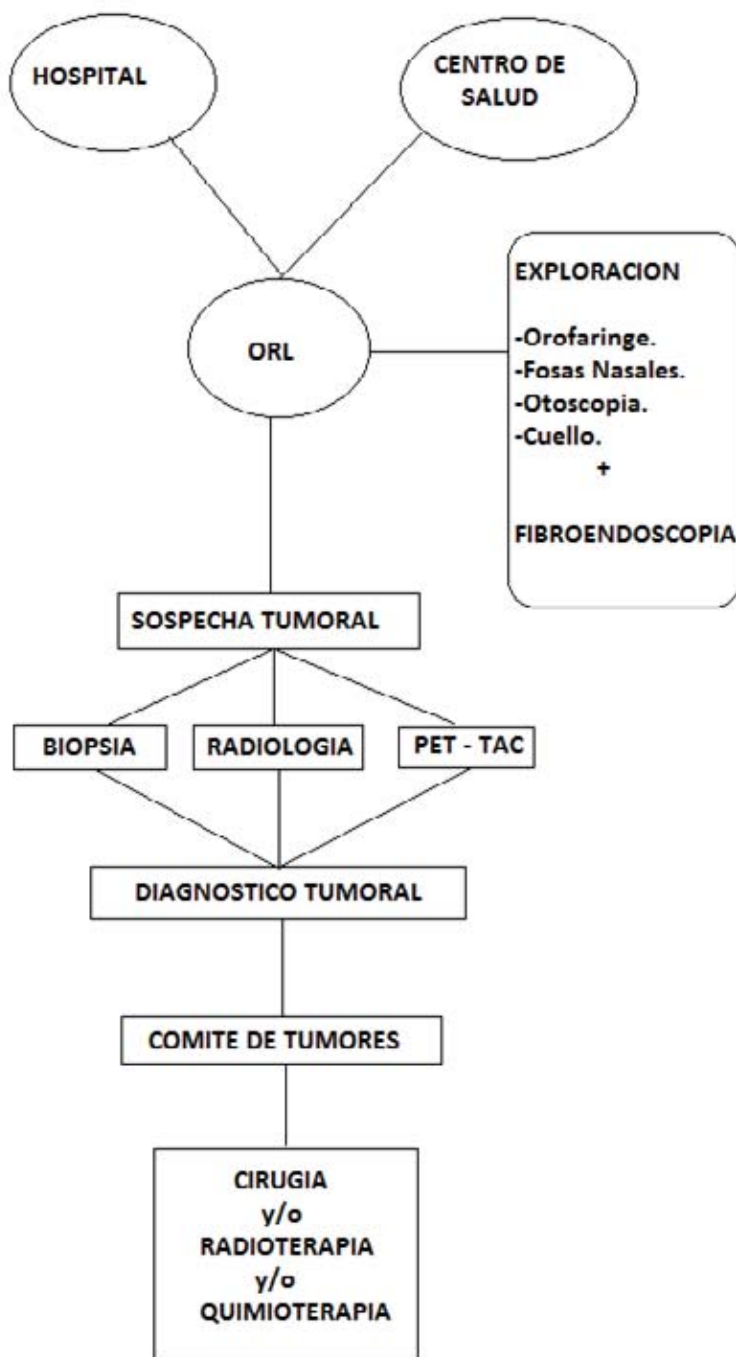 HOSPITAL
CENTRO DE
SALUD
ORL
EXPLORACION
-Orofaringe.
-Fosas Nasales.
-Otoscopia.
-Cuello.
+
FIBROENDOSCOPIA
SOSPECHA TUMORAL
BIOPSIA
RADIOLOGIA
PET - TAC
DIAGNOSTICO TUMORAL
COMITE DE TUMORES
CIRUGIA
y/o
RADIOTERAPIA
y/o
QUIMIOTERAPIA